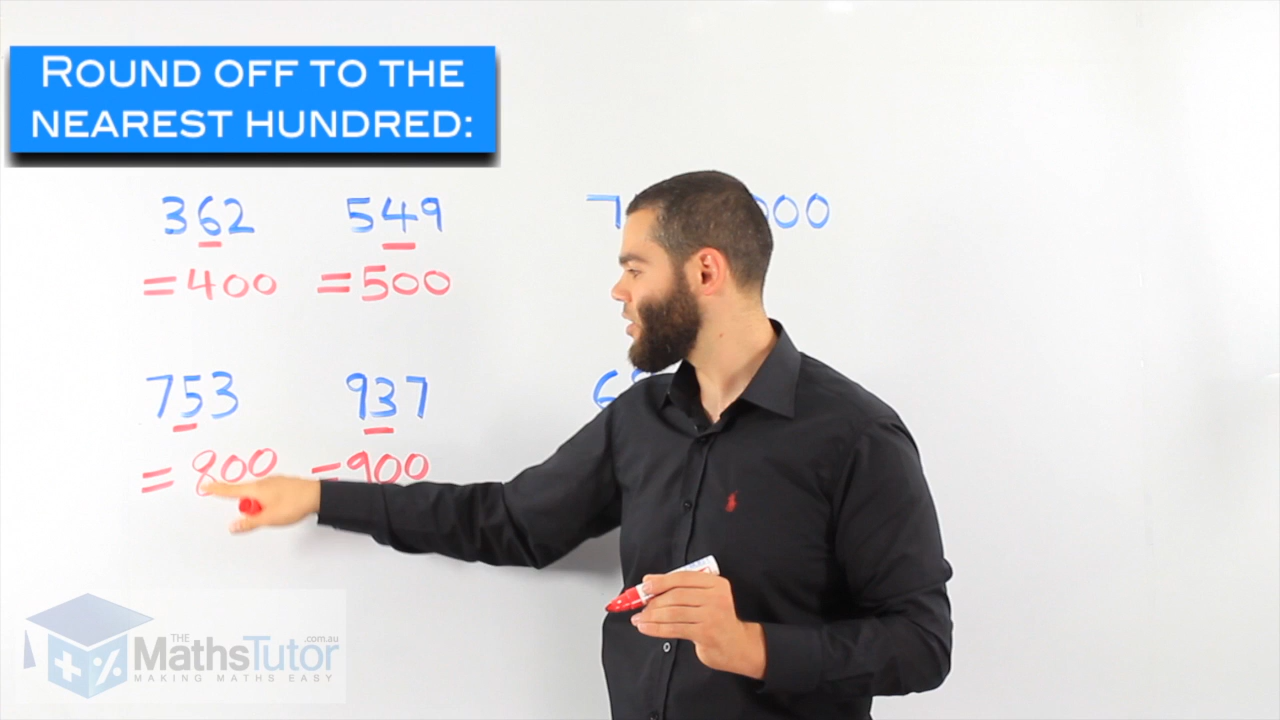 ROUND OFF TO THE
NEAREST HUNDRED:
362 549
=400 =500
753 937
=800 =900
THE
MathsTutor
.com.au
MAKING MATHS EASY